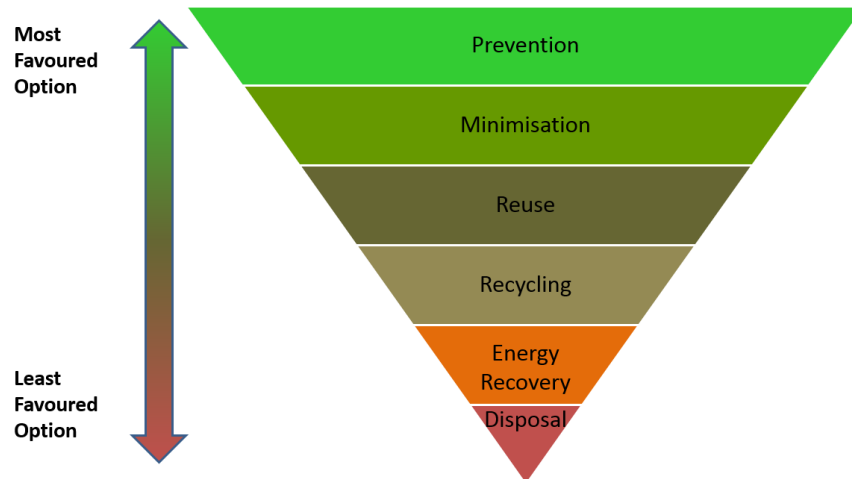 Most
Favoured
Option
Prevention
Minimisation
Reuse
Recycling
Energy
Recovery
Least
Favoured
Option
Disposal